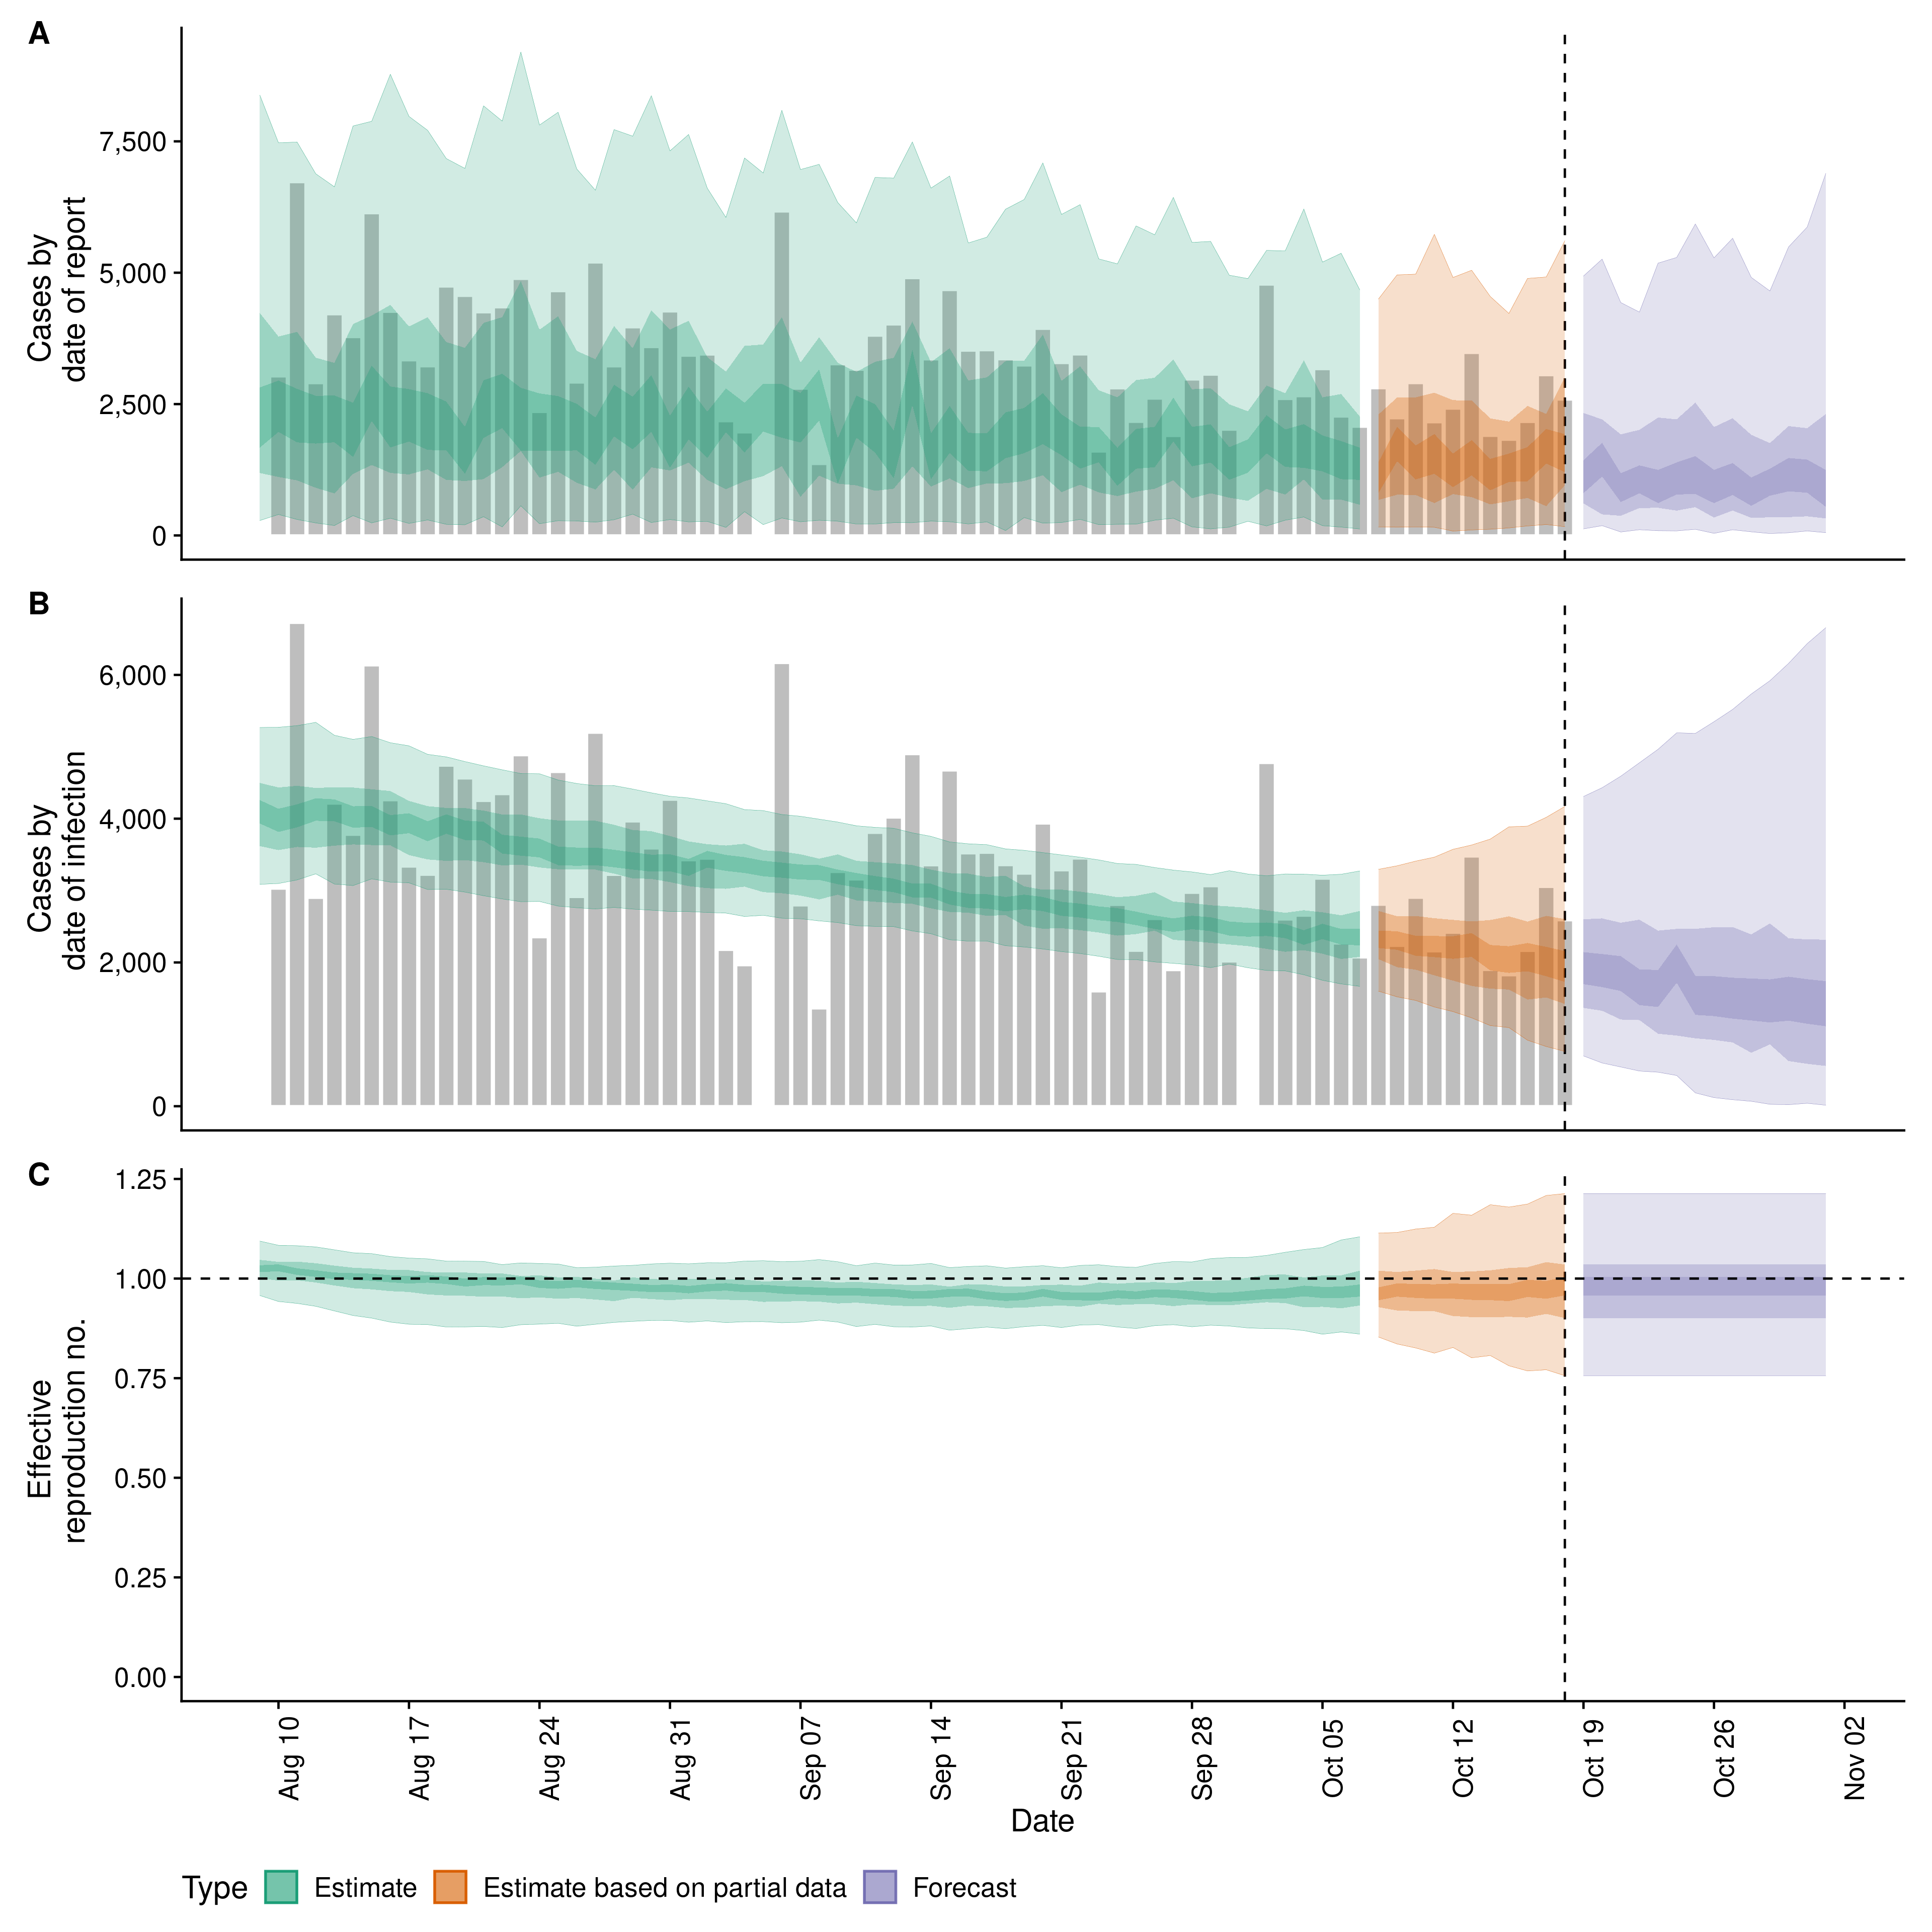 A
Cases by
date of report
7,500
5,000
2,500
0
B
Cases by
date of infection
6,000
4,000
2,000
0
C
Effective
reproduction no.
1.25
1.00
0.75
0.50
0.25
0.00
Aug 10
Aug 17
Aug 24
Aug 31
Sep 07
Sep 14
Sep 21
Sep 28
Oct 05
Oct 12
Oct 19
Oct 26
Nov 02
Date
Type Estimate Estimate based on partial data Forecast